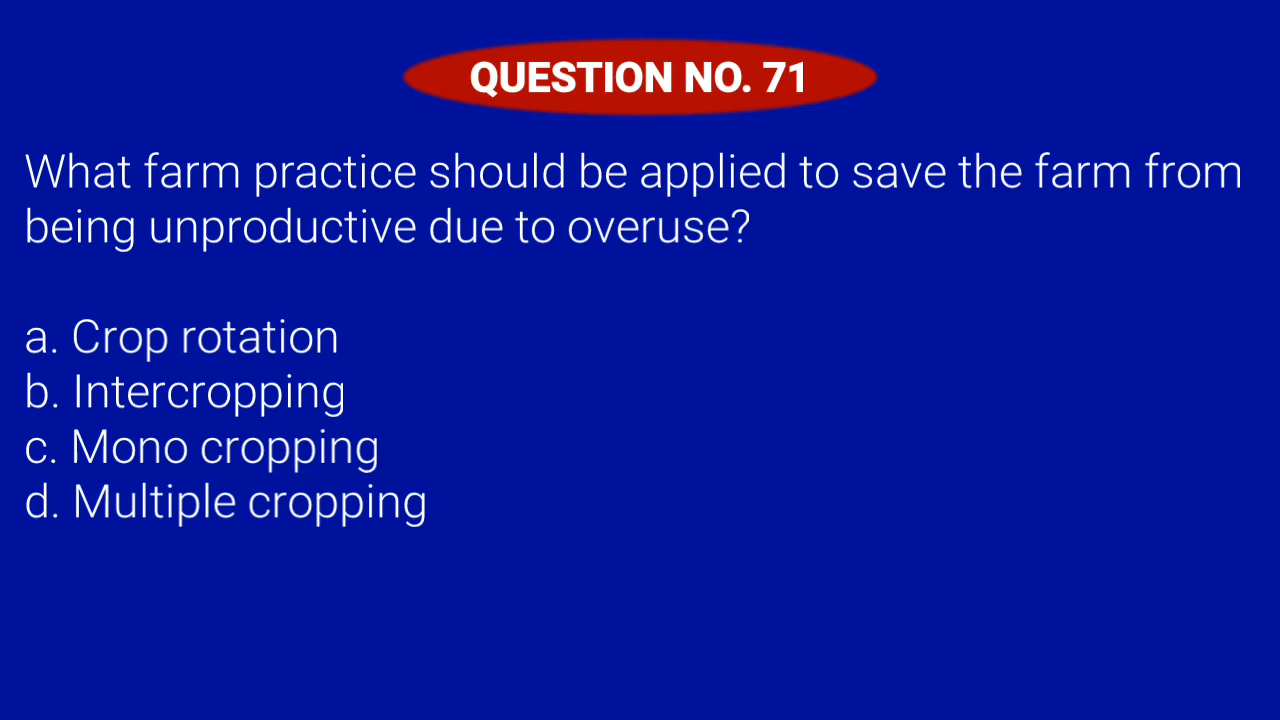 QUESTION NO. 71
What farm practice should be applied to save the farm from
being unproductive due to overuse?
a. Crop rotation
b. Intercropping
c. Mono cropping
d. Multiple cropping